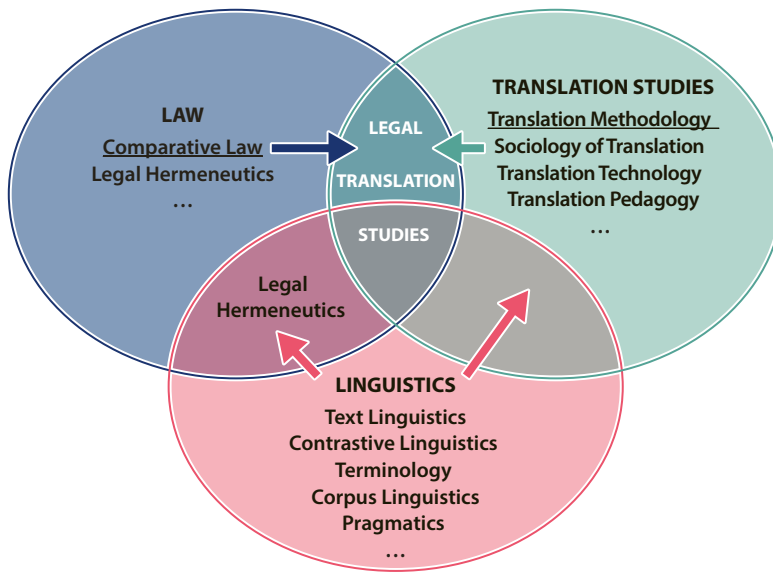 LAW
Comparative Law
Legal Hermeneutics
…
LEGAL
TRANSLATION
STUDIES
TRANSLATION STUDIES
Translation Methodology
Sociology of Translation
Translation Technology
Translation Pedagogy
…
Legal
Hermeneutics
LINGUISTICS
Text Linguistics
Contrastive Linguistics
Terminology
Corpus Linguistics
Pragmatics
…